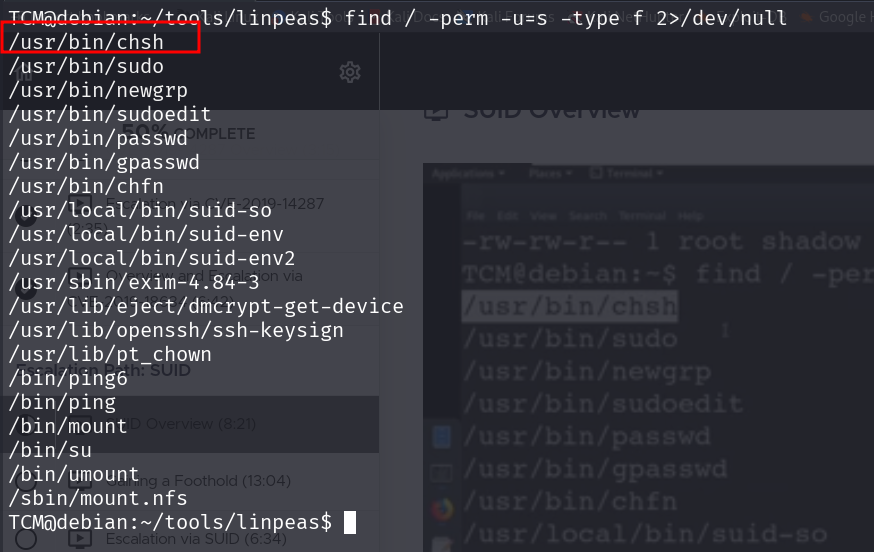 TCM@debian:~/tools/linpeas$ find / -perm -u=s -type f 2>/dev/null
/usr/bin/chsh
/usr/bin/sudo
/usr/bin/newgrp
/usr/bin/sudoedit
/usr/bin/passwd
/usr/bin/gpasswd
/usr/bin/chfn
/usr/local/bin/suid-so
/usr/local/bin/suid-env
/usr/local/bin/suid-env2
/usr/sbin/exim-4.84-3
/usr/lib/eject/dmcrypt-get-device
/usr/lib/openssh/ssh-keysign
/usr/lib/pt_chown
/bin/ping6
/bin/ping
/bin/mount
/bin/su
/bin/umount
/sbin/mount.nfs
TCM@debian:~/tools/linpeas$
COMPLETE
Escalation via CVE-2019-14287
Overview and Escalation via
Escalation Path: SUID
SUID Overview (8:21)
Gaining a Foothold (13:04)
Escalation via SUID (6:34)
SUID Overview
Applications Places Terminal
File Edit View Search Terminal Help
-rw-rw-r-- 1 root shadow
TCM@debian:~$ find / -per
/usr/bin/chsh
/usr/bin/sudo
/usr/bin/newgrp
/usr/bin/sudoedit
/usr/bin/passwd
/usr/bin/gpasswd
/usr/bin/chfn
/usr/local/bin/suid-so